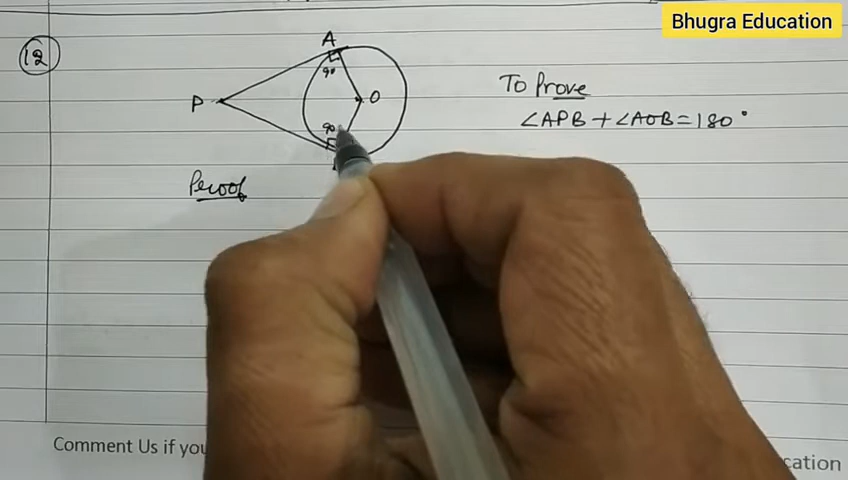 Bhugra Education
12
A
90
P
O
90
To Prove
∠APB + ∠AOB = 180°
Proof
Comment Us if you
cation